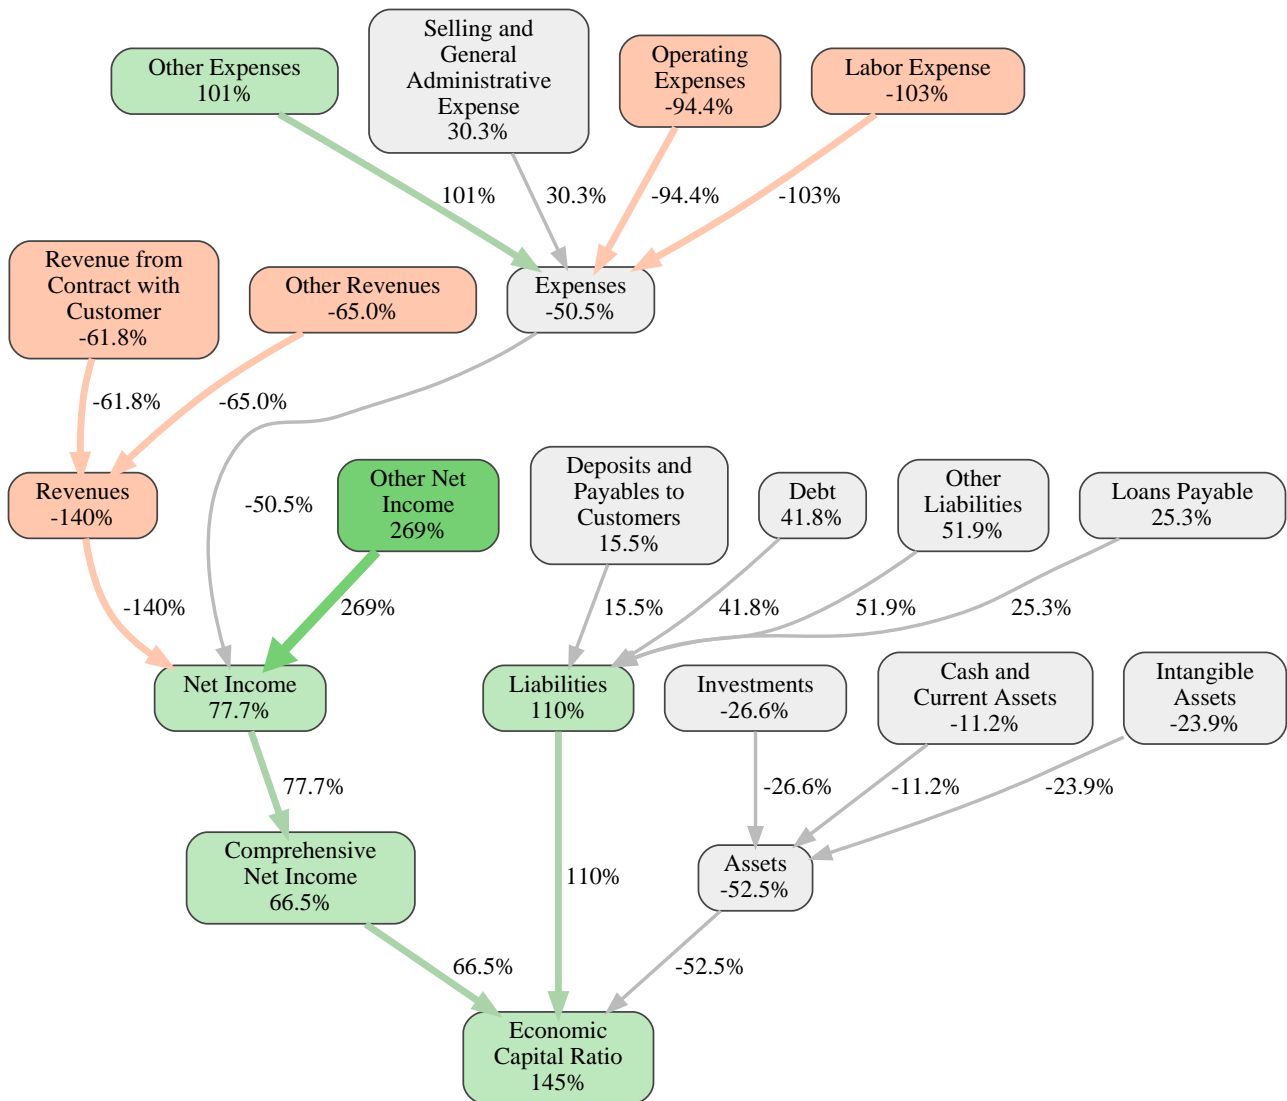 Other Expenses
101%
Selling and
General
Administrative
Expense
30.3%
Operating
Expenses
-94.4%
Labor Expense
-103%
101%
30.3%
-94.4%
-103%
Revenue from
Contract with
Customer
-61.8%
Other Revenues
-65.0%
Expenses
-50.5%
-61.8%
-65.0%
Revenues
-140%
-50.5%
Other Net
Income
269%
Deposits and
Payables to
Customers
15.5%
Debt
41.8%
Other
Liabilities
51.9%
Loans Payable
25.3%
-140%
269%
15.5%
41.8%
51.9%
25.3%
Net Income
77.7%
Liabilities
110%
Investments
-26.6%
Cash and
Current Assets
-11.2%
Intangible
Assets
-23.9%
77.7%
-26.6%
-11.2%
-23.9%
Comprehensive
Net Income
66.5%
110%
Assets
-52.5%
66.5%
-52.5%
Economic
Capital Ratio
145%